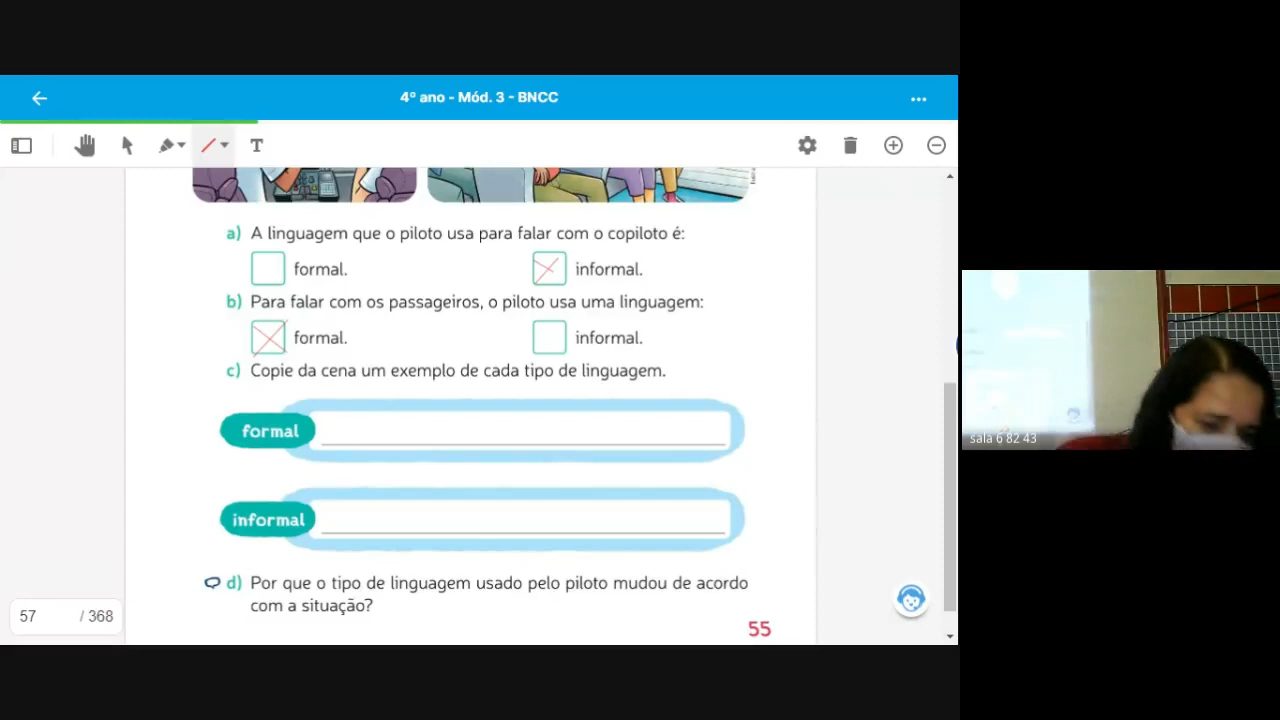 4º ano - Mód. 3 - BNCC
T
a) A linguagem que o piloto usa para falar com o copiloto é:
formal. informal.
b) Para falar com os passageiros, o piloto usa uma linguagem:
formal. informal.
c) Copie da cena um exemplo de cada tipo de linguagem.
formal
informal
d) Por que o tipo de linguagem usado pelo piloto mudou de acordo
com a situação?
55
57 / 368
sala 6 82 43